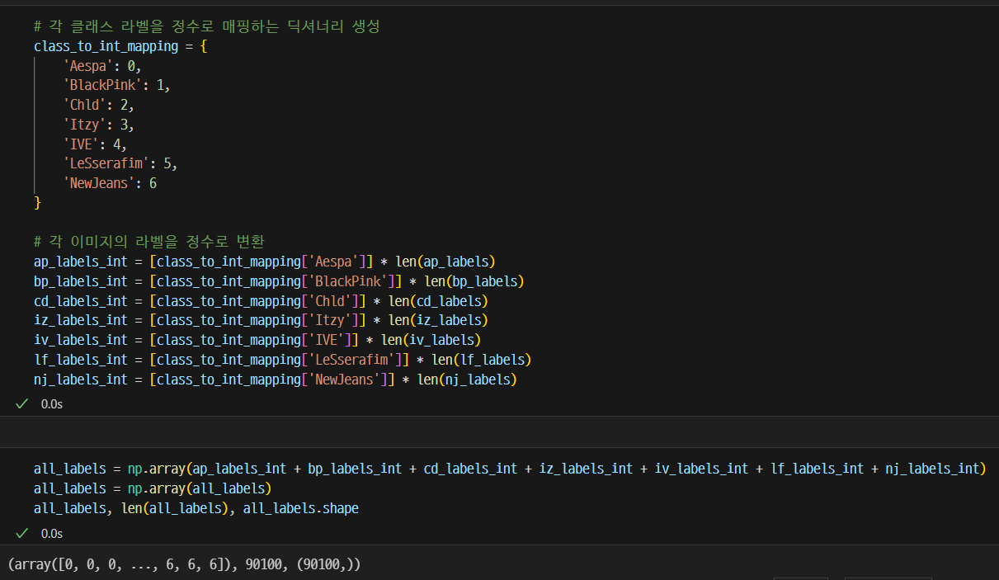 # 각 클래스 라벨을 정수로 매핑하는 딕셔너리 생성
class_to_int_mapping = {
    'Aespa': 0,
    'BlackPink': 1,
    'Chld': 2,
    'Itzy': 3,
    'IVE': 4,
    'LeSserafim': 5,
    'NewJeans': 6
}
# 각 이미지의 라벨을 정수로 변환
ap_labels_int = [class_to_int_mapping['Aespa']] * len(ap_labels)
bp_labels_int = [class_to_int_mapping['BlackPink']] * len(bp_labels)
cd_labels_int = [class_to_int_mapping['Chld']] * len(cd_labels)
iz_labels_int = [class_to_int_mapping['Itzy']] * len(iz_labels)
iv_labels_int = [class_to_int_mapping['IVE']] * len(iv_labels)
lf_labels_int = [class_to_int_mapping['LeSserafim']] * len(lf_labels)
nj_labels_int = [class_to_int_mapping['NewJeans']] * len(nj_labels)
✓ 0.0s
all_labels = np.array(ap_labels_int + bp_labels_int + cd_labels_int + iz_labels_int + iv_labels_int + lf_labels_int + nj_labels_int)
all_labels = np.array(all_labels)
all_labels, len(all_labels), all_labels.shape
✓ 0.0s
(array([0, 0, 0, ..., 6, 6, 6]), 90100, (90100,))